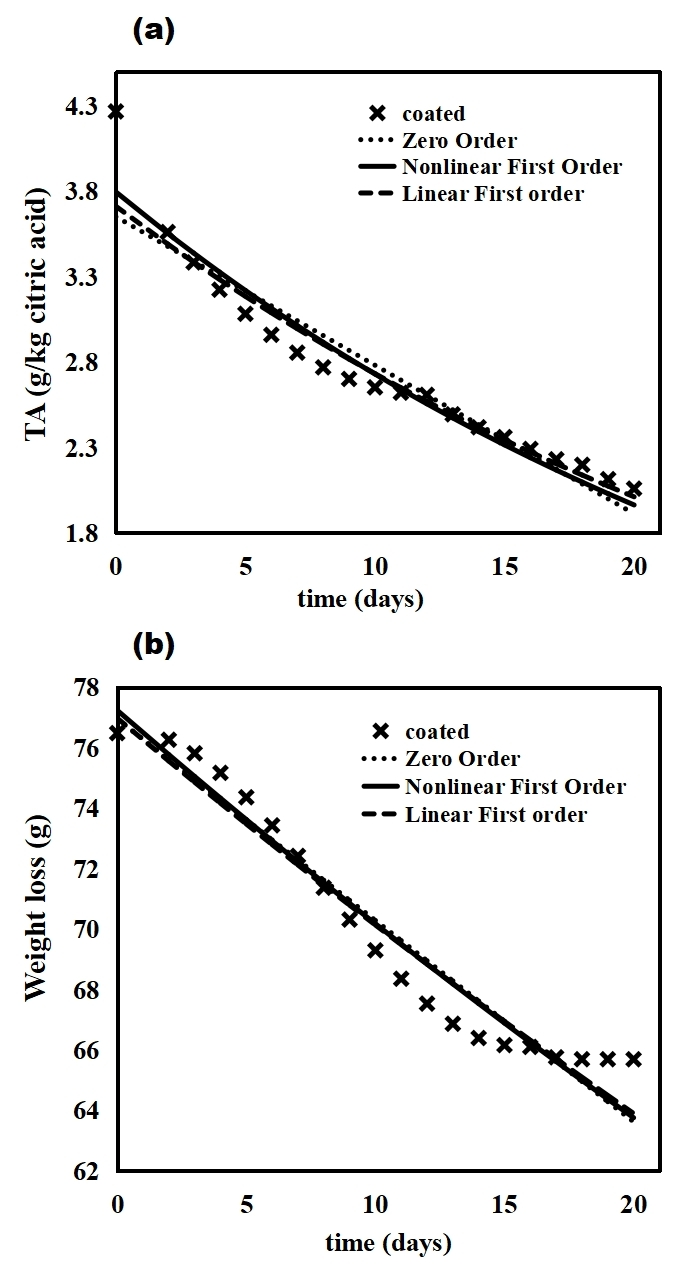 (a)
4.3
3.8
3.3
2.8
2.3
1.8
TA (g/kg citric acid)
coated
Zero Order
Nonlinear First Order
Linear First order
0 5 10 15 20
time (days)
(b)
78
76
74
72
70
68
66
64
62
Weight loss (g)
coated
Zero Order
Nonlinear First Order
Linear First order
0 5 10 15 20
time (days)